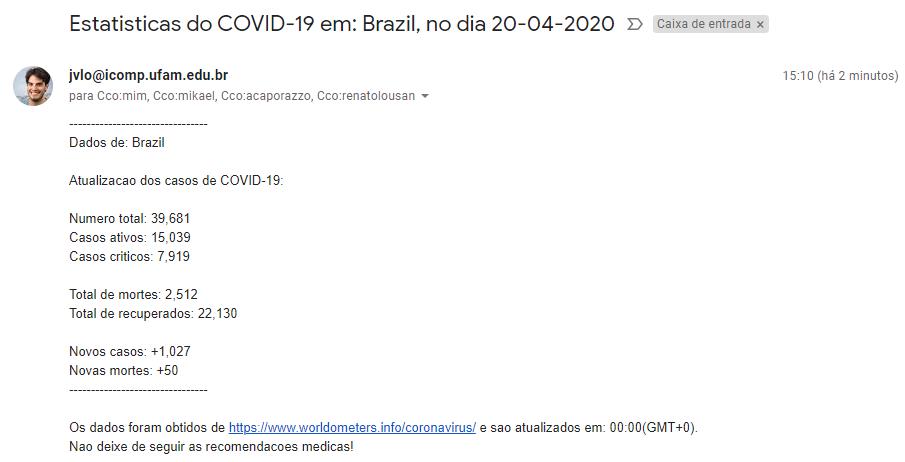 Estatisticas do COVID-19 em: Brazil, no dia 20-04-2020 Caixa de entrada ×
jvlo@icomp.ufam.edu.br 15:10 (há 2 minutos)
para Cco:mim, Cco:mikael, Cco:acaporazzo, Cco:renatolousan
--------------------------------
Dados de: Brazil
Atualizacao dos casos de COVID-19:
Numero total: 39,681
Casos ativos: 15,039
Casos criticos: 7,919
Total de mortes: 2,512
Total de recuperados: 22,130
Novos casos: +1,027
Novas mortes: +50
--------------------------------
Os dados foram obtidos de https://www.worldometers.info/coronavirus/ e sao atualizados em: 00:00(GMT+0).
Nao deixe de seguir as recomendacoes medicas!